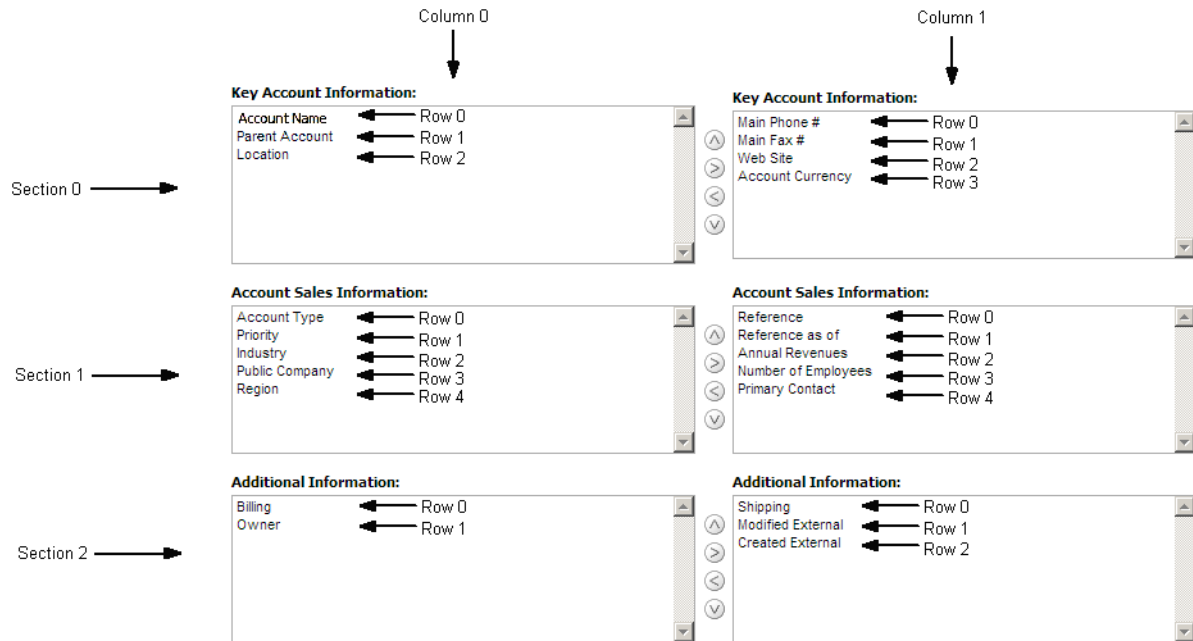 Column 0
Column 1
Key Account Information:
Key Account Information:
Account Name Row 0
Parent Account Row 1
Location Row 2
Main Phone # Row 0
Main Fax # Row 1
Web Site Row 2
Account Currency Row 3
Section 0
Account Sales Information:
Account Sales Information:
Account Type Row 0
Priority Row 1
Industry Row 2
Public Company Row 3
Region Row 4
Reference Row 0
Reference as of Row 1
Annual Revenues Row 2
Number of Employees Row 3
Primary Contact Row 4
Section 1
Additional Information:
Additional Information:
Billing Row 0
Owner Row 1
Shipping Row 0
Modified External Row 1
Created External Row 2
Section 2